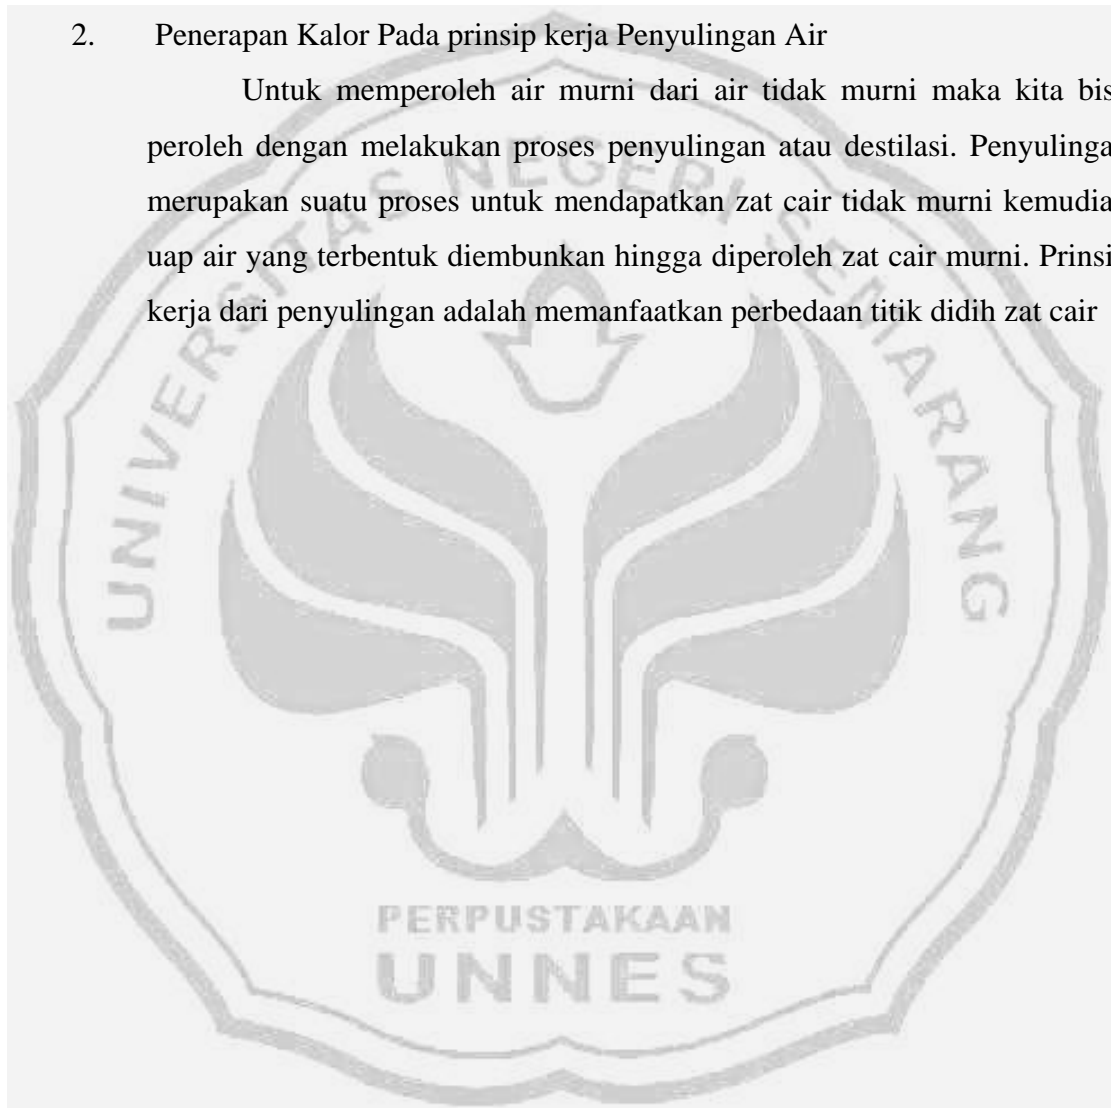 2. Penerapan Kalor Pada prinsip kerja Penyulingan Air
Untuk memperoleh air murni dari air tidak murni maka kita bis
peroleh dengan melakukan proses penyulingan atau destilasi. Penyulinga
merupakan suatu proses untuk mendapatkan zat cair tidak murni kemudia
uap air yang terbentuk diembunkan hingga diperoleh zat cair murni. Prinsi
kerja dari penyulingan adalah memanfaatkan perbedaan titik didih zat cair
UNIVERSITAS NEGERI SEMARANG
PERPUSTAKAAN
UNNES